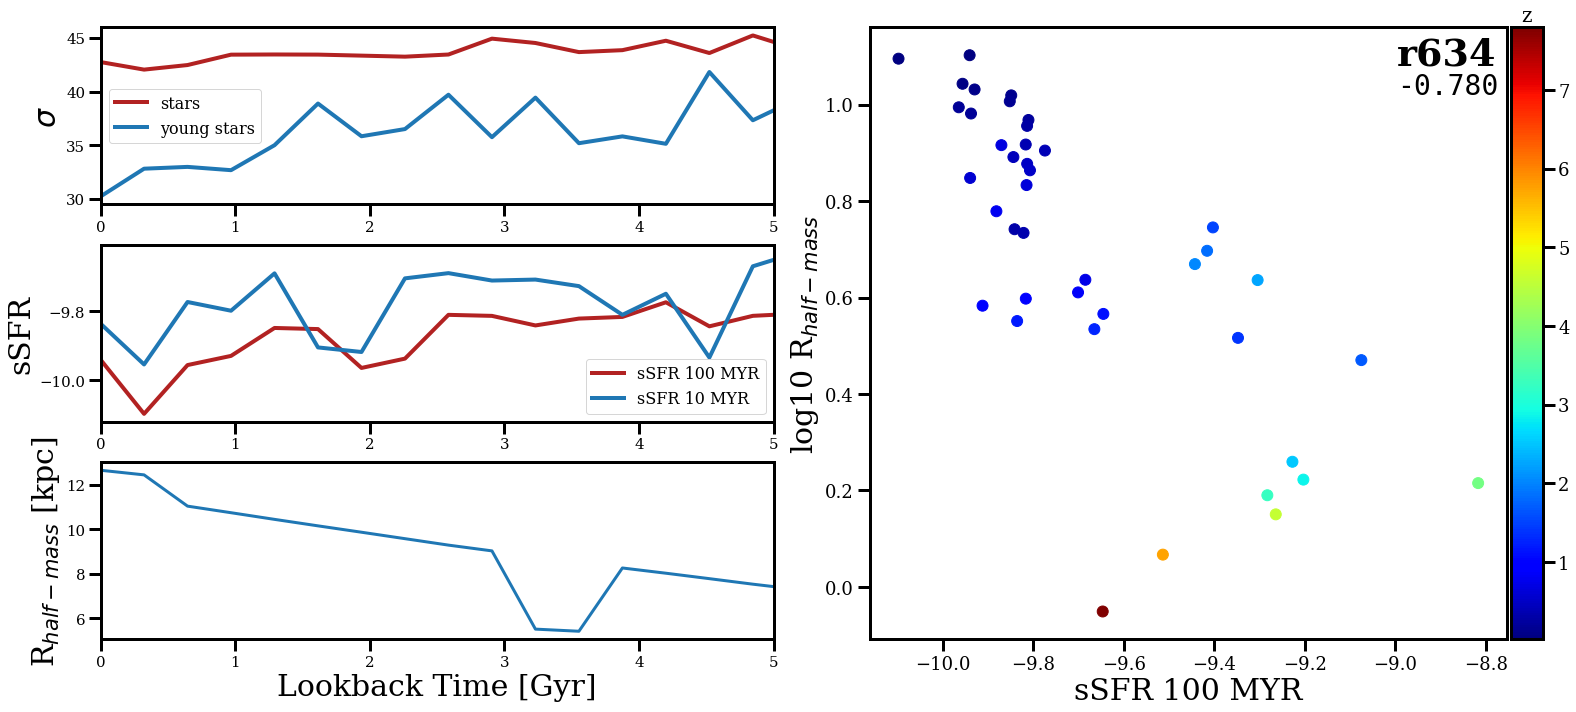 45
40
35
30
σ
stars
young stars
0 1 2 3 4 5
−9.8
−10.0
sSFR
sSFR 100 MYR
sSFR 10 MYR
0 1 2 3 4 5
12
10
8
6
R_half−mass [kpc]
0 1 2 3 4 5
Lookback Time [Gyr]
r634
-0.780
1.0
0.8
0.6
0.4
0.2
0.0
log10 R_half−mass
−10.0 −9.8 −9.6 −9.4 −9.2 −9.0 −8.8
sSFR 100 MYR
z
7
6
5
4
3
2
1